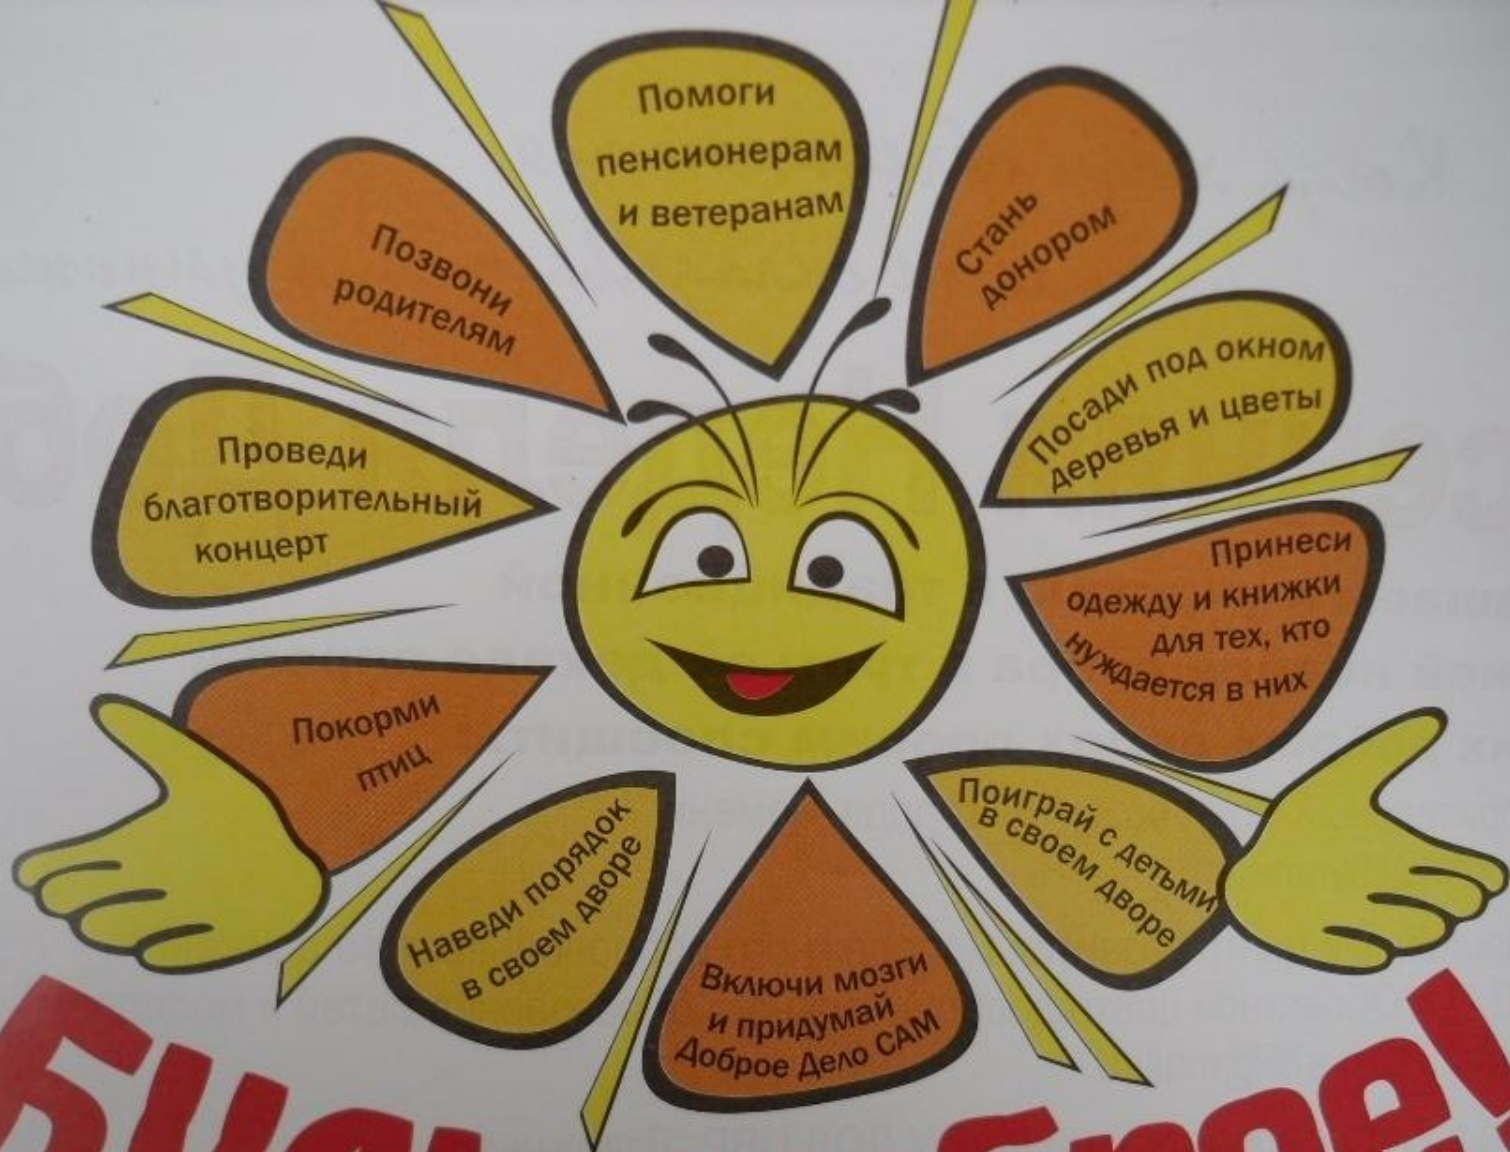 Помоги
пенсионерам
и ветеранам
Стань
донором
Посади под окном
деревья и цветы
Принеси
одежду и книжки
для тех, кто
нуждается в них
Поиграй с детьми
в своем дворе
Включи мозги
и придумай
Доброе Дело САМ
Наведи порядок
в своем дворе
Покорми
птиц
Проведи
благотворительный
концерт
Позвони
родителям